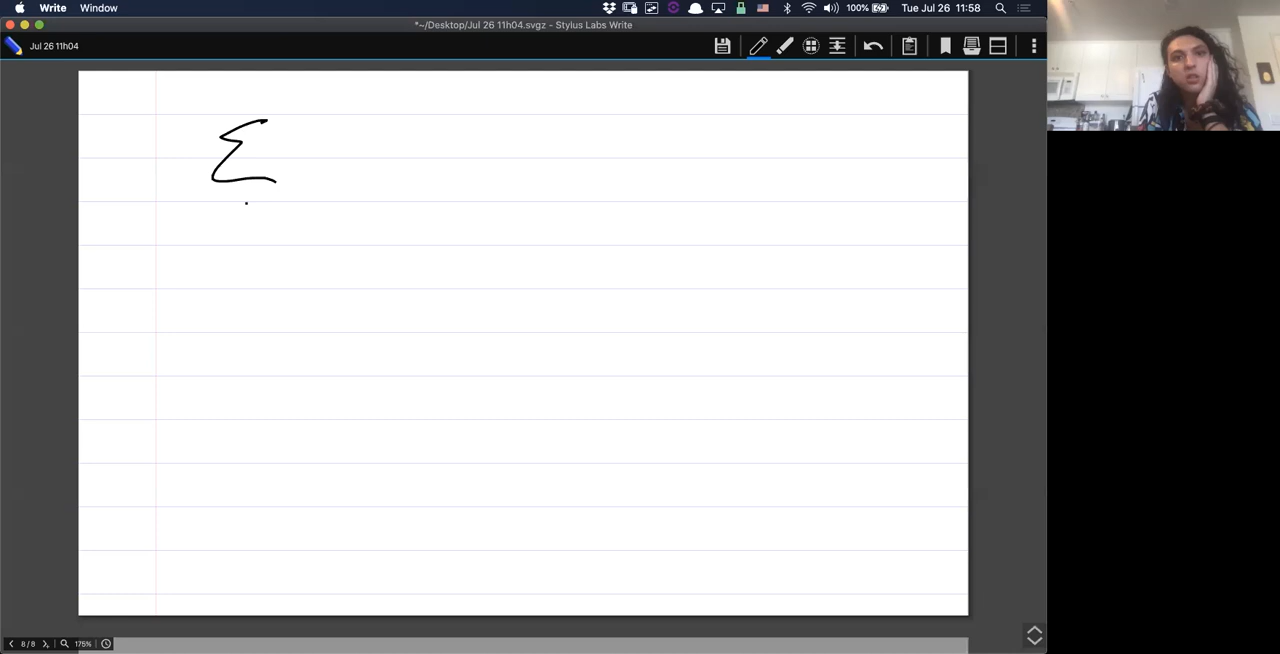 Write Window 100% Tue Jul 26 11:58
*~/Desktop/Jul 26 11h04.svgz - Stylus Labs Write
Jul 26 11h04
Σ
8/8 175%